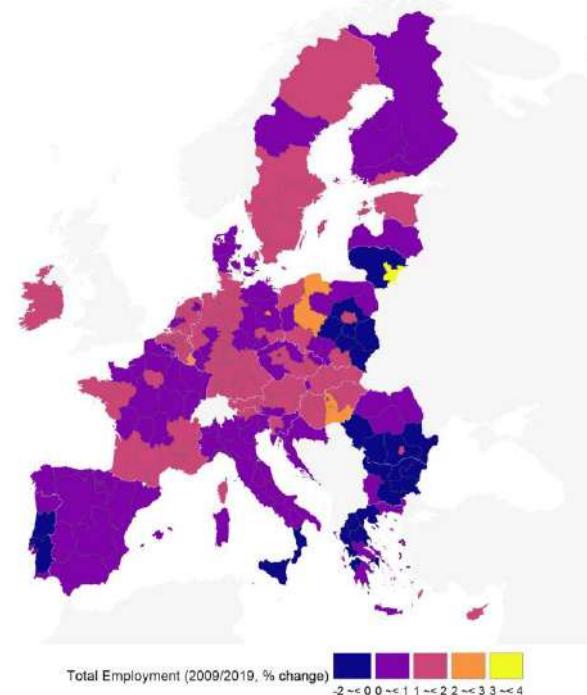 Total Employment (2009/2019, % change)
-2 ~< 0 0 ~< 1 1 ~< 2 2 ~< 3 3 ~< 4